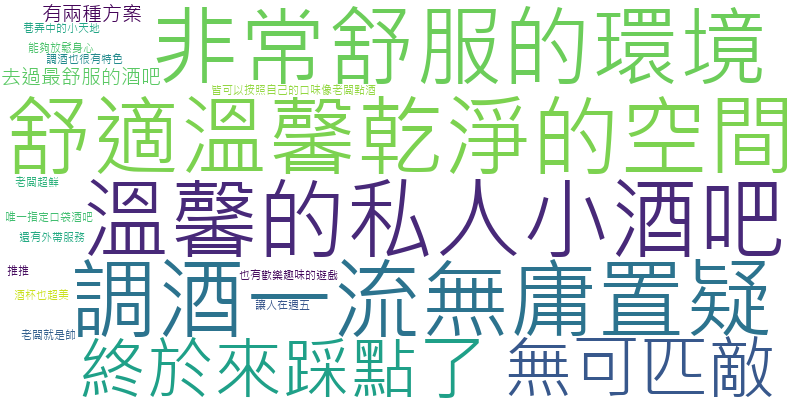 有兩種方案
巷弄中的小天地
能夠放鬆身心
調酒也很有特色
去過最舒服的酒吧
非常舒服的環境
皆可以按照自己的口味像老闆點酒
舒適溫馨乾淨的空間
老闆超鮮
唯一指定口袋酒吧
還有外帶服務
溫馨的私人小酒吧
推推
也有歡樂趣味的遊戲
酒杯也超美
讓人在週五
調酒一流無庸置疑
老闆就是帥
終於來踩點了
無可匹敵